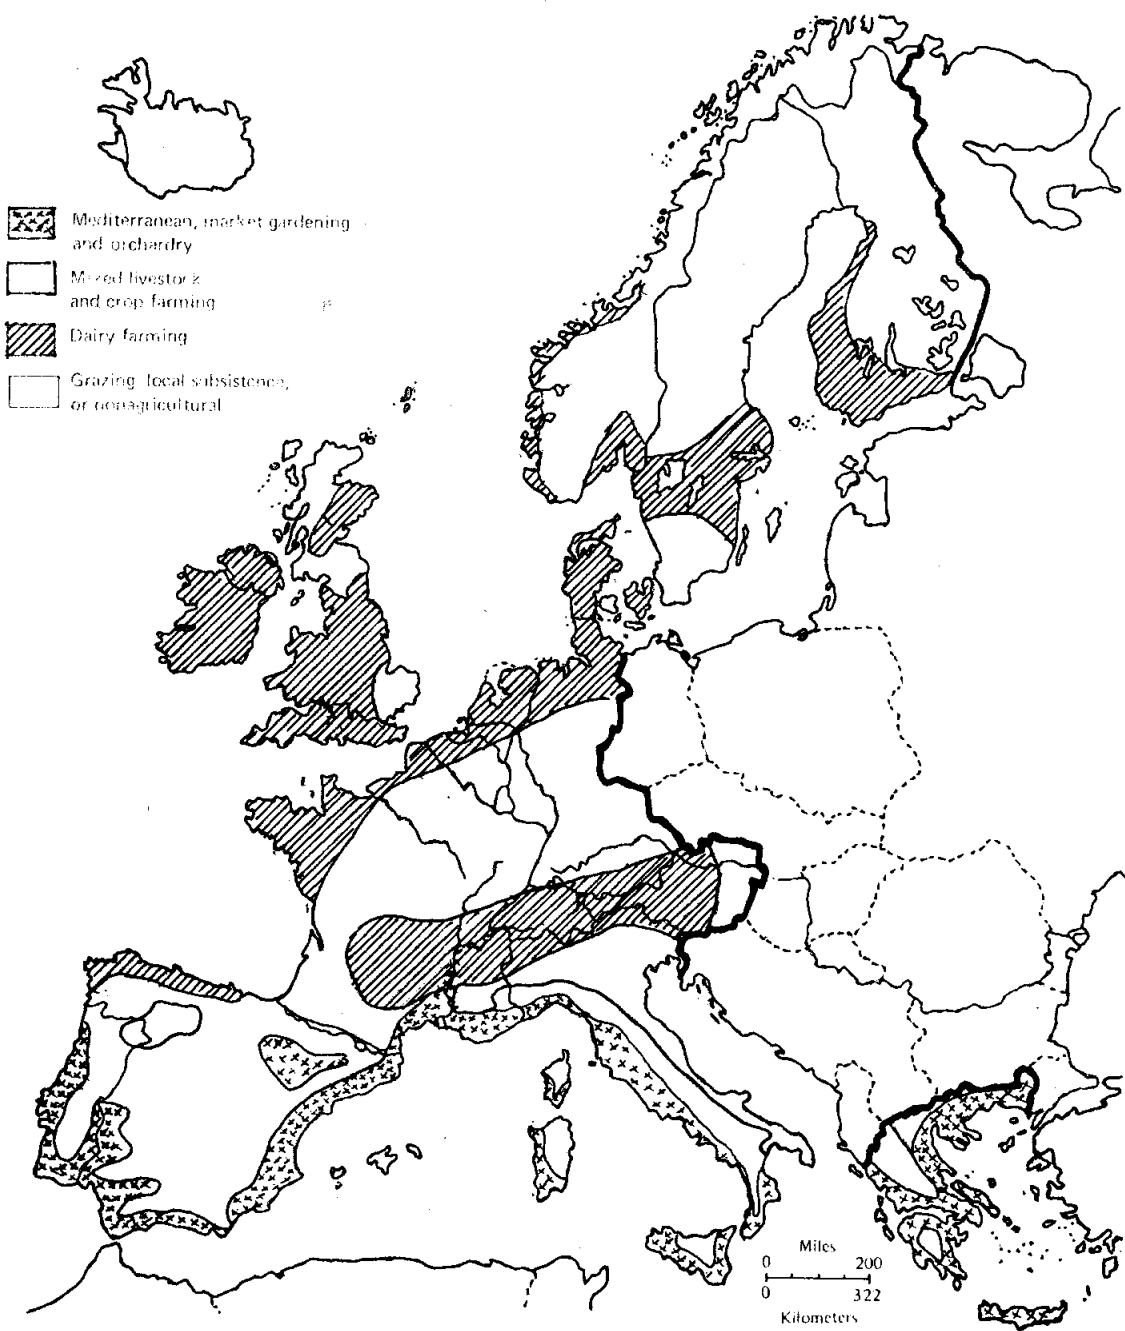 Mediterranean, market gardening
and orchardry
Mixed livestock
and crop farming
Dairy farming
Grazing, local subsistence,
or nonagricultural
Miles
0 200
0 322
Kilometers